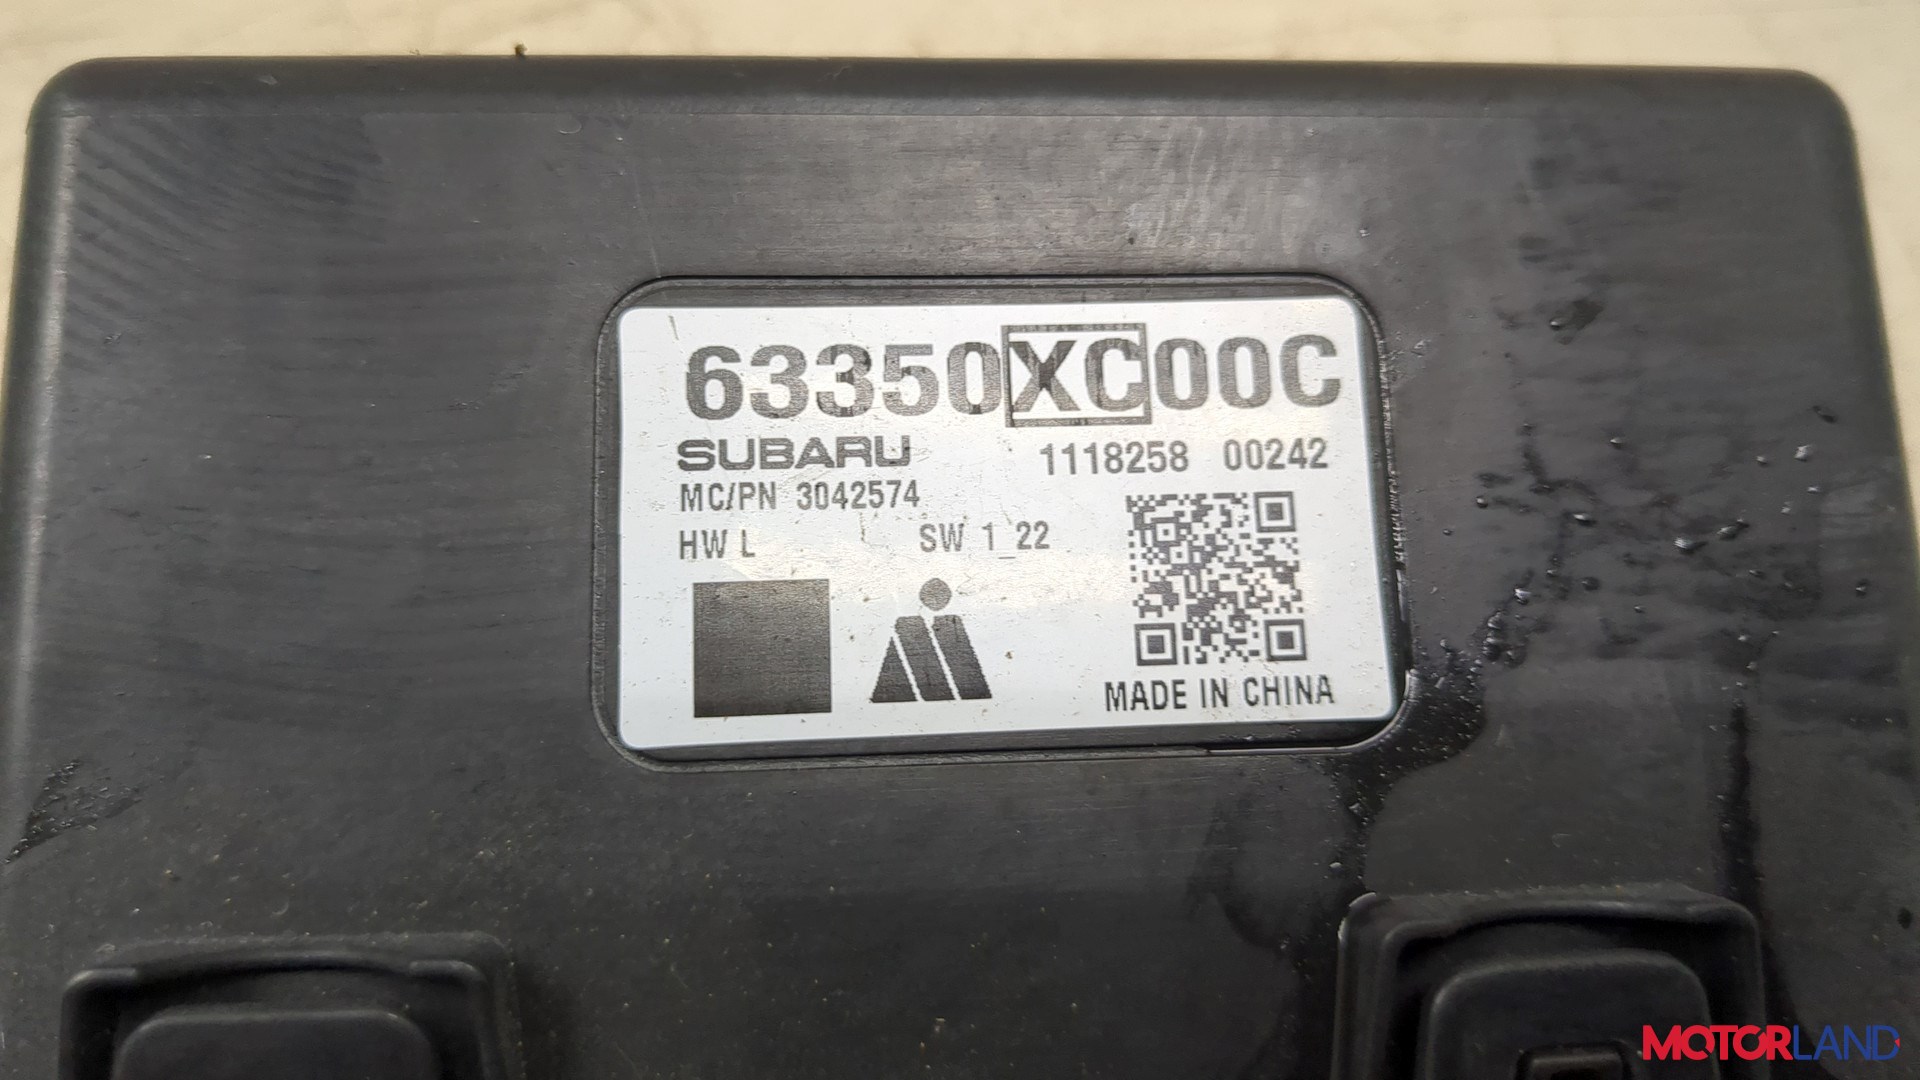 63350XC00C
SUBARU 1118258 00242
MC/PN 3042574
HW L SW 1_22
MADE IN CHINA
MOTORLAND